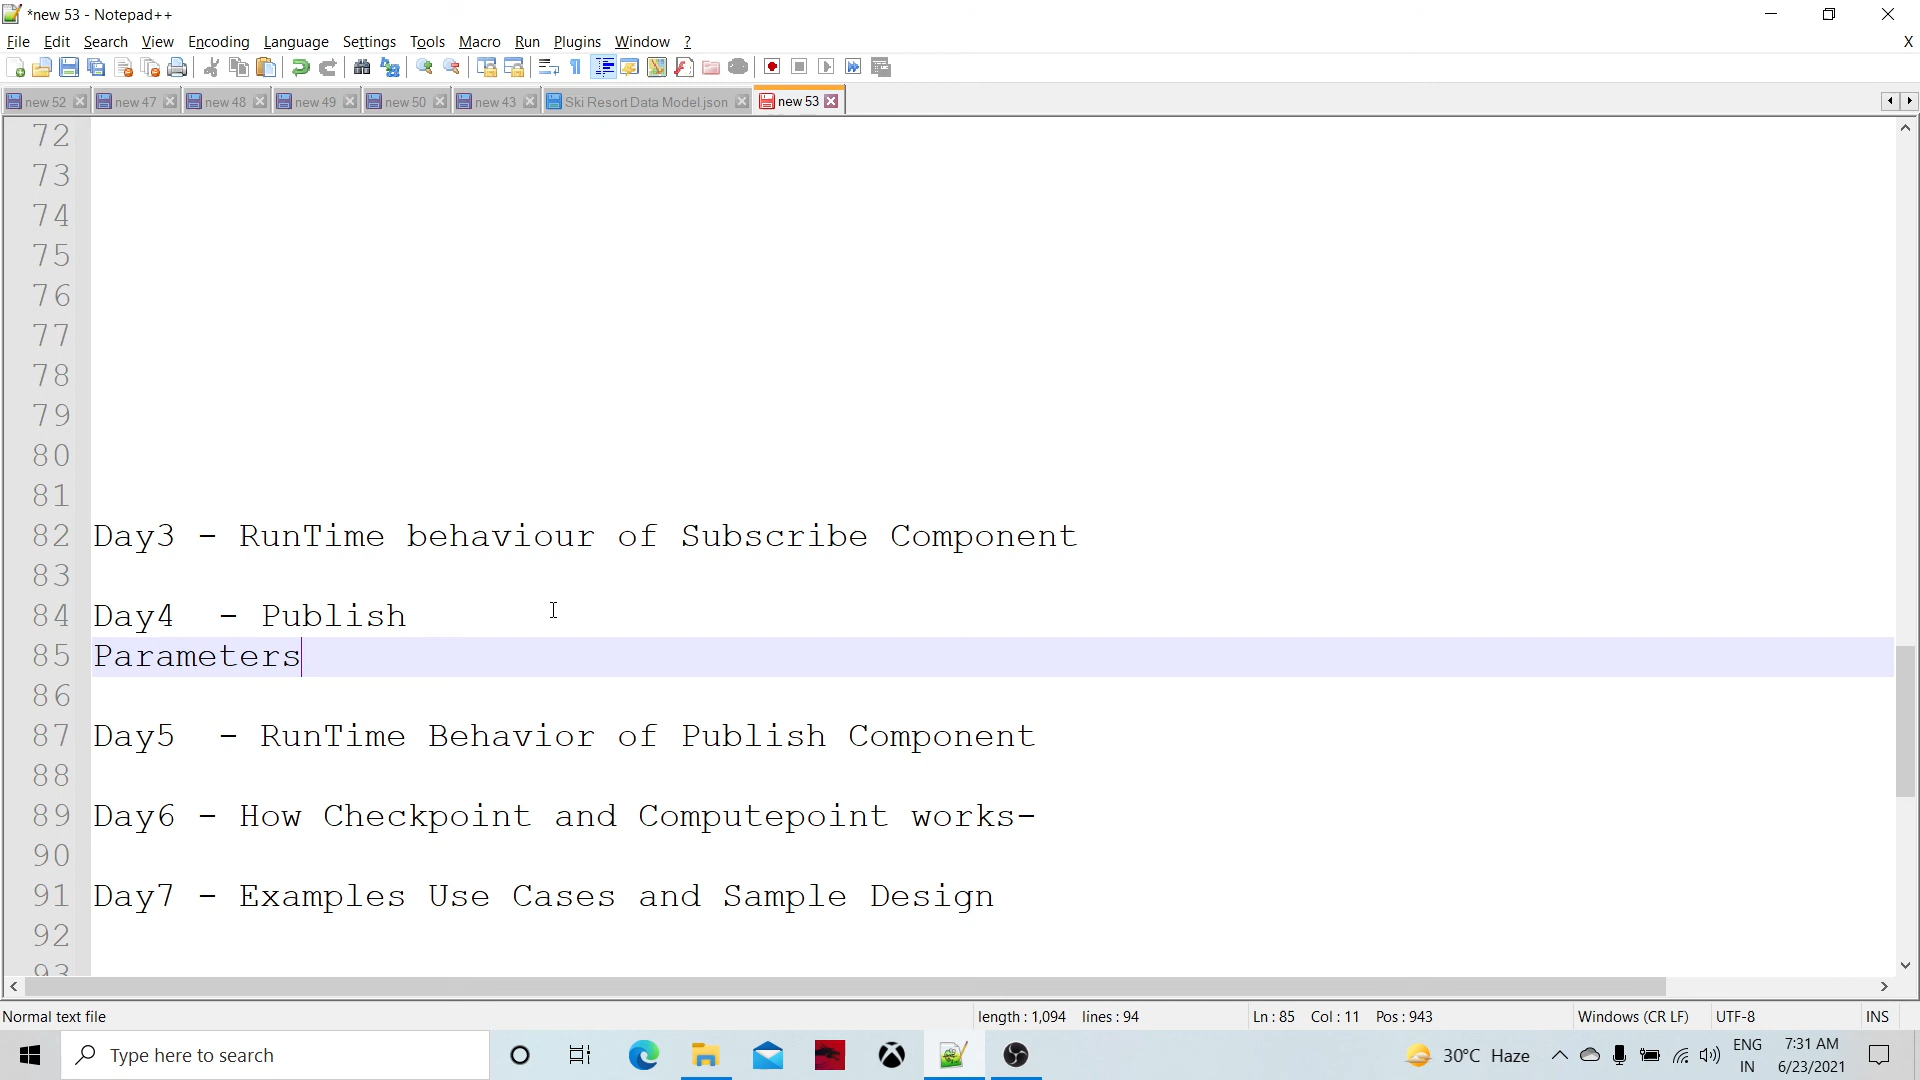 *new 53 - Notepad++
File Edit Search View Encoding Language Settings Tools Macro Run Plugins Window ?
X
new 52 new 47 new 48 new 49 new 50 new 43 Ski Resort Data Model.json new 53
72
73
74
75
76
77
78
79
80
81
82 Day3 - RunTime behaviour of Subscribe Component
83
84 Day4  - Publish
85 Parameters
86
87 Day5  - RunTime Behavior of Publish Component
88
89 Day6 - How Checkpoint and Computepoint works-
90
91 Day7 - Examples Use Cases and Sample Design
92
93
Normal text file length : 1,094 lines : 94 Ln : 85 Col : 11 Pos : 943 Windows (CR LF) UTF-8 INS
Type here to search 30°C Haze ENG IN 7:31 AM 6/23/2021